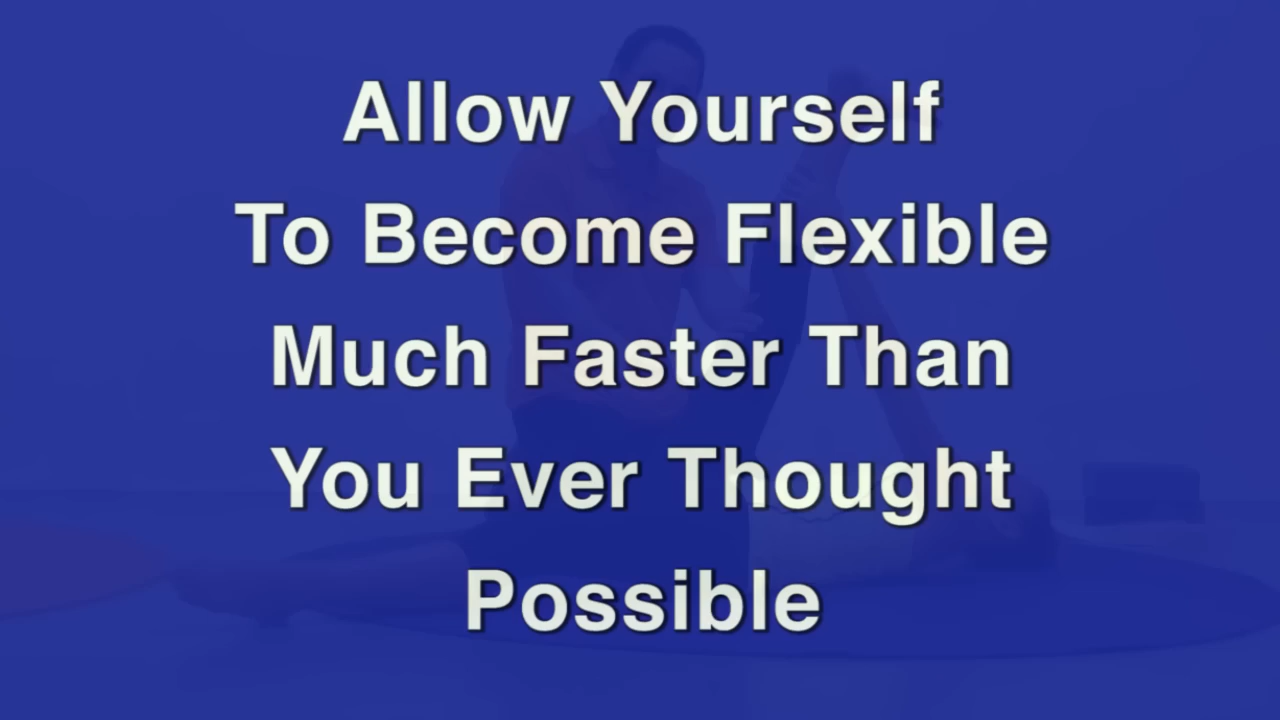 Allow Yourself
To Become Flexible
Much Faster Than
You Ever Thought
Possible